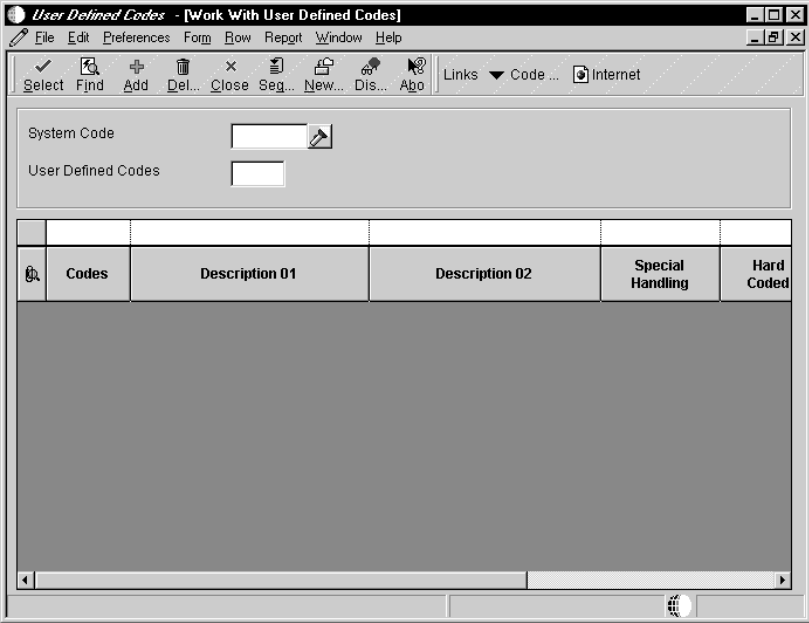 User Defined Codes - [Work With User Defined Codes]
File Edit Preferences Form Row Report Window Help
Select Find Add Del... Close Seq... New... Dis... Abo Links Code ... Internet
System Code
User Defined Codes
Codes Description 01 Description 02 Special Handling Hard Coded